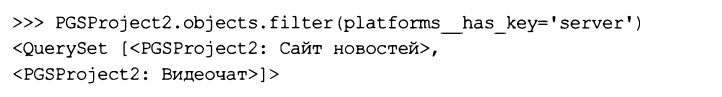 >>> PGSProject2.objects.filter(platforms__has_key='server')
<QuerySet [<PGSProject2: Сайт новостей>,
<PGSProject2: Видеочат>]>